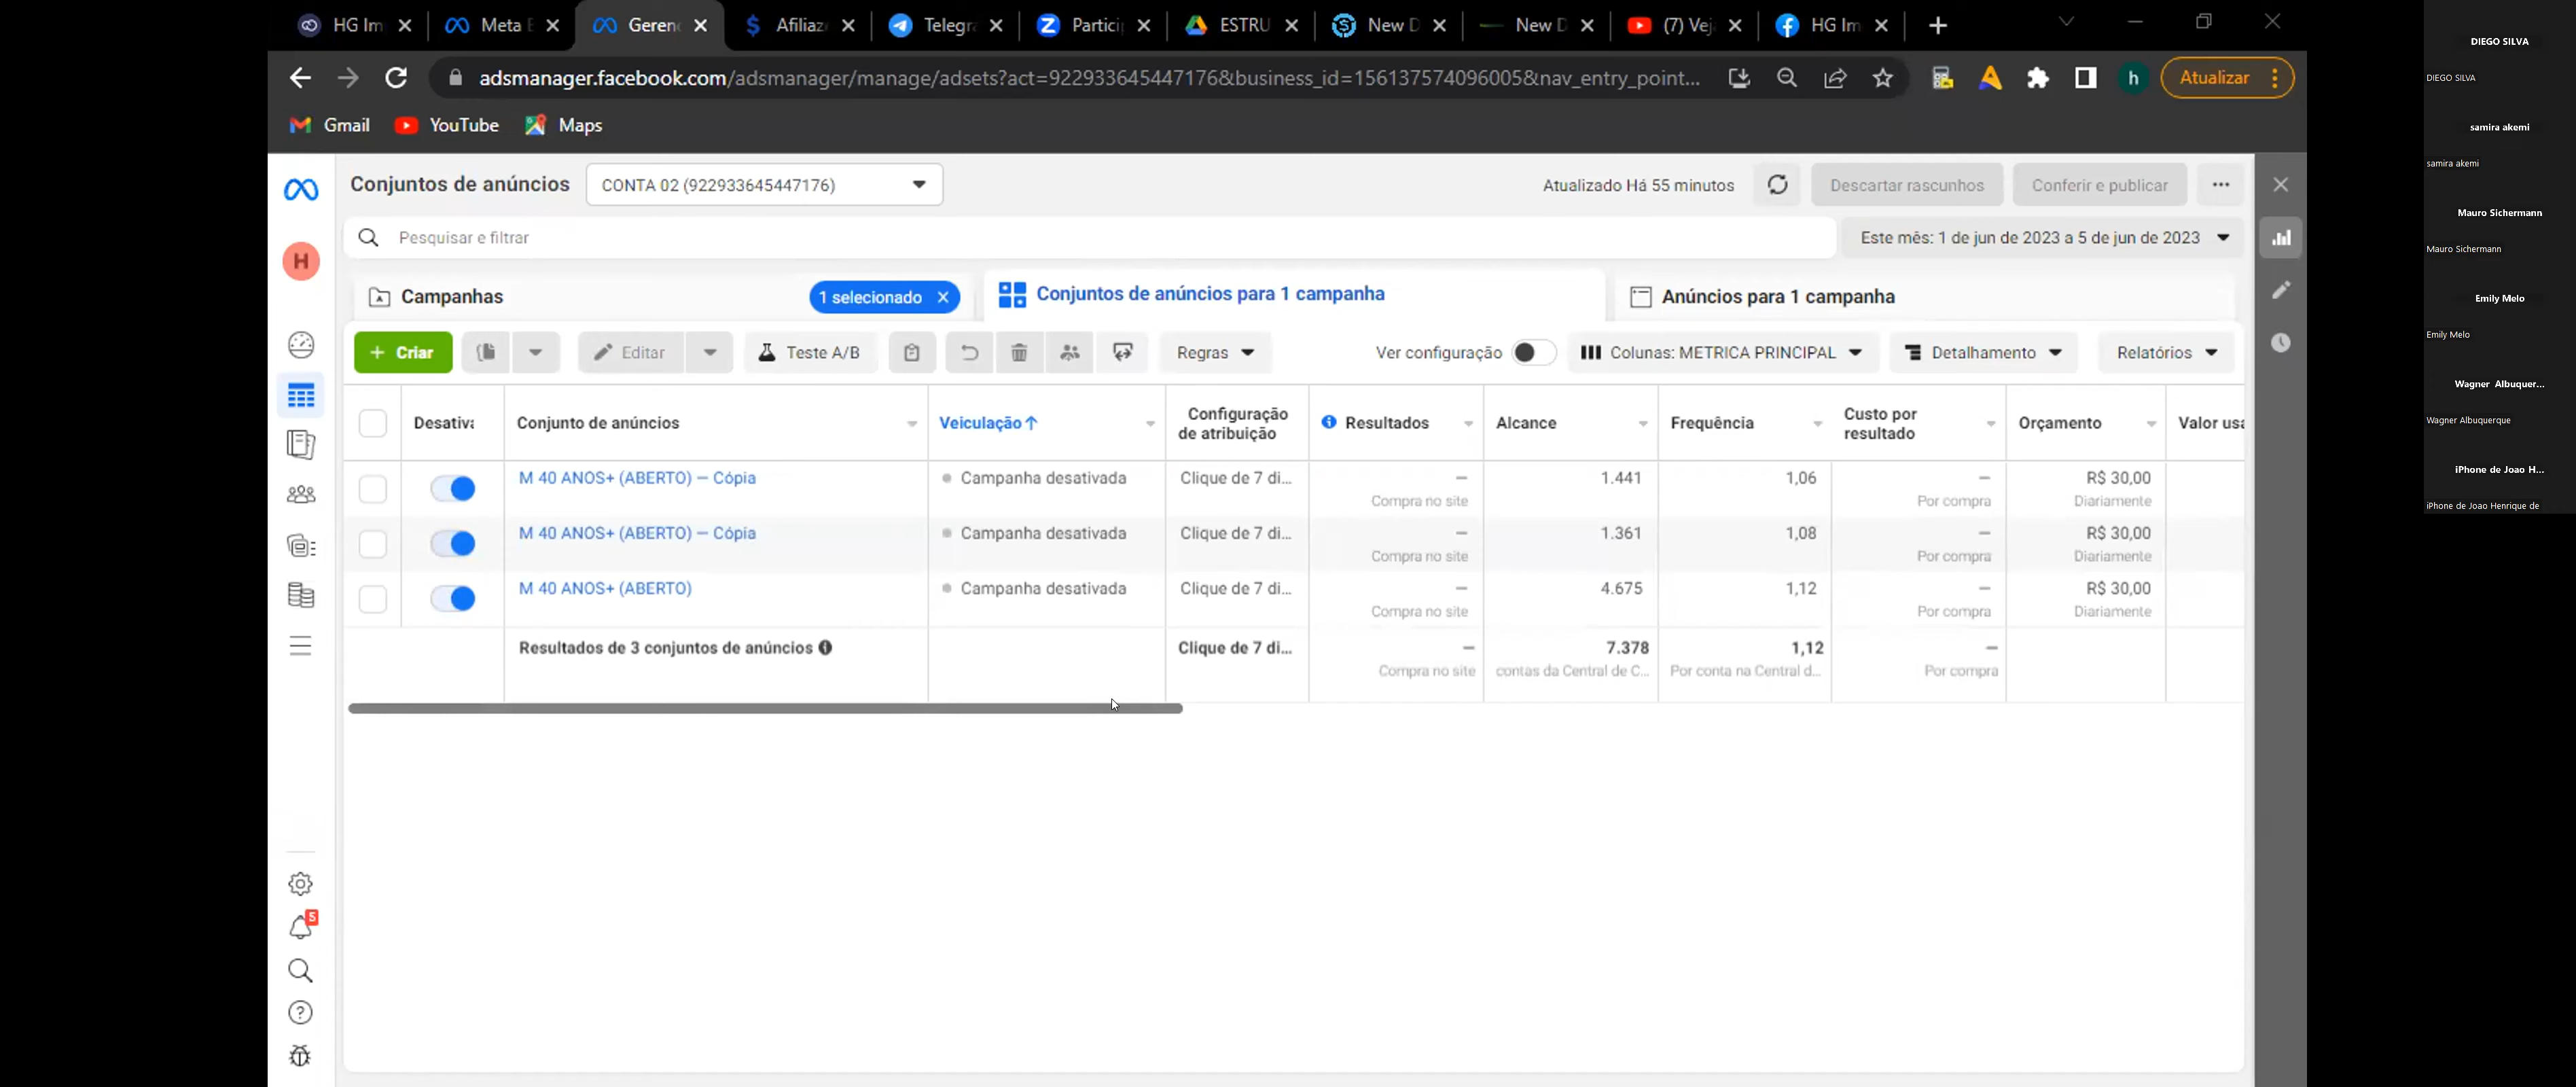 HG Im
Meta E
Geren
Afiliaz
Telegr
Partici
ESTRU
New D
New D
(7) Vej
HG Im
adsmanager.facebook.com/adsmanager/manage/adsets?act=922933645447176&business_id=156137574096005&nav_entry_point...
h
Atualizar
Gmail
YouTube
Maps
Conjuntos de anúncios
CONTA 02 (922933645447176)
Atualizado Há 55 minutos
Descartar rascunhos
Conferir e publicar
Pesquisar e filtrar
Este mês: 1 de jun de 2023 a 5 de jun de 2023
H
Campanhas
1 selecionado
Conjuntos de anúncios para 1 campanha
Anúncios para 1 campanha
+ Criar
Editar
Teste A/B
Regras
Ver configuração
Colunas: METRICA PRINCIPAL
Detalhamento
Relatórios
Desativa
Conjunto de anúncios
Veiculação ↑
Configuração de atribuição
Resultados
Alcance
Frequência
Custo por resultado
Orçamento
Valor usa
M 40 ANOS+ (ABERTO) – Cópia
Campanha desativada
Clique de 7 di...
–
1.441
1,06
–
R$ 30,00
Compra no site
Por compra
Diariamente
M 40 ANOS+ (ABERTO) – Cópia
Campanha desativada
Clique de 7 di...
–
1.361
1,08
–
R$ 30,00
Compra no site
Por compra
Diariamente
M 40 ANOS+ (ABERTO)
Campanha desativada
Clique de 7 di...
–
4.675
1,12
–
R$ 30,00
Compra no site
Por compra
Diariamente
Resultados de 3 conjuntos de anúncios
Clique de 7 di...
–
7.378
1,12
–
Compra no site
contas da Central de C...
Por conta na Central d...
Por compra
5
DIEGO SILVA
DIEGO SILVA
samira akemi
samira akemi
Mauro Sichermann
Mauro Sichermann
Emily Melo
Emily Melo
Wagner Albuquer...
Wagner Albuquerque
iPhone de Joao H...
iPhone de Joao Henrique de